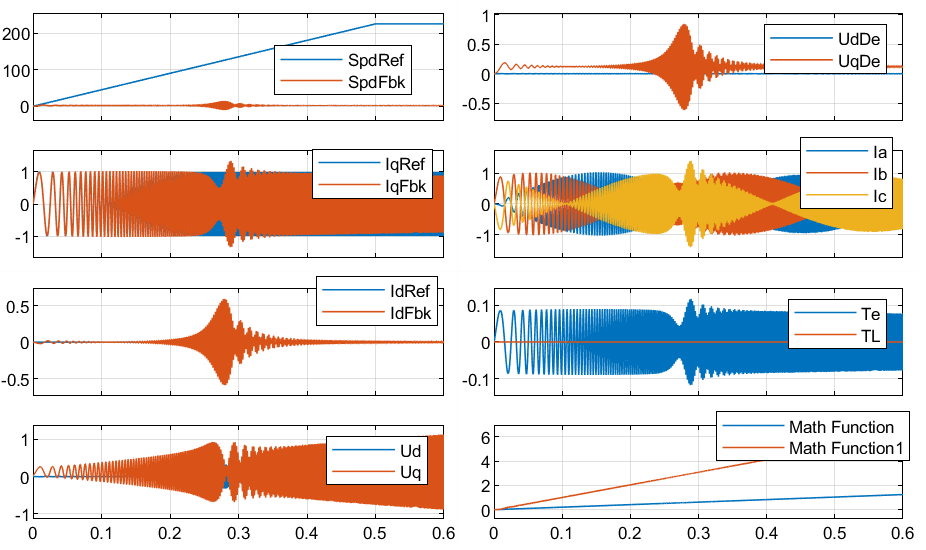 200
100
0
SpdRef
SpdFbk
1
0.5
0
-0.5
UdDe
UqDe
1
0
-1
IqRef
IqFbk
1
0
-1
Ia
Ib
Ic
0.5
0
-0.5
IdRef
IdFbk
0.1
0
-0.1
Te
TL
1
0
-1
Ud
Uq
0 0.1 0.2 0.3 0.4 0.5 0.6
6
4
2
0
Math Function
Math Function1
0 0.1 0.2 0.3 0.4 0.5 0.6